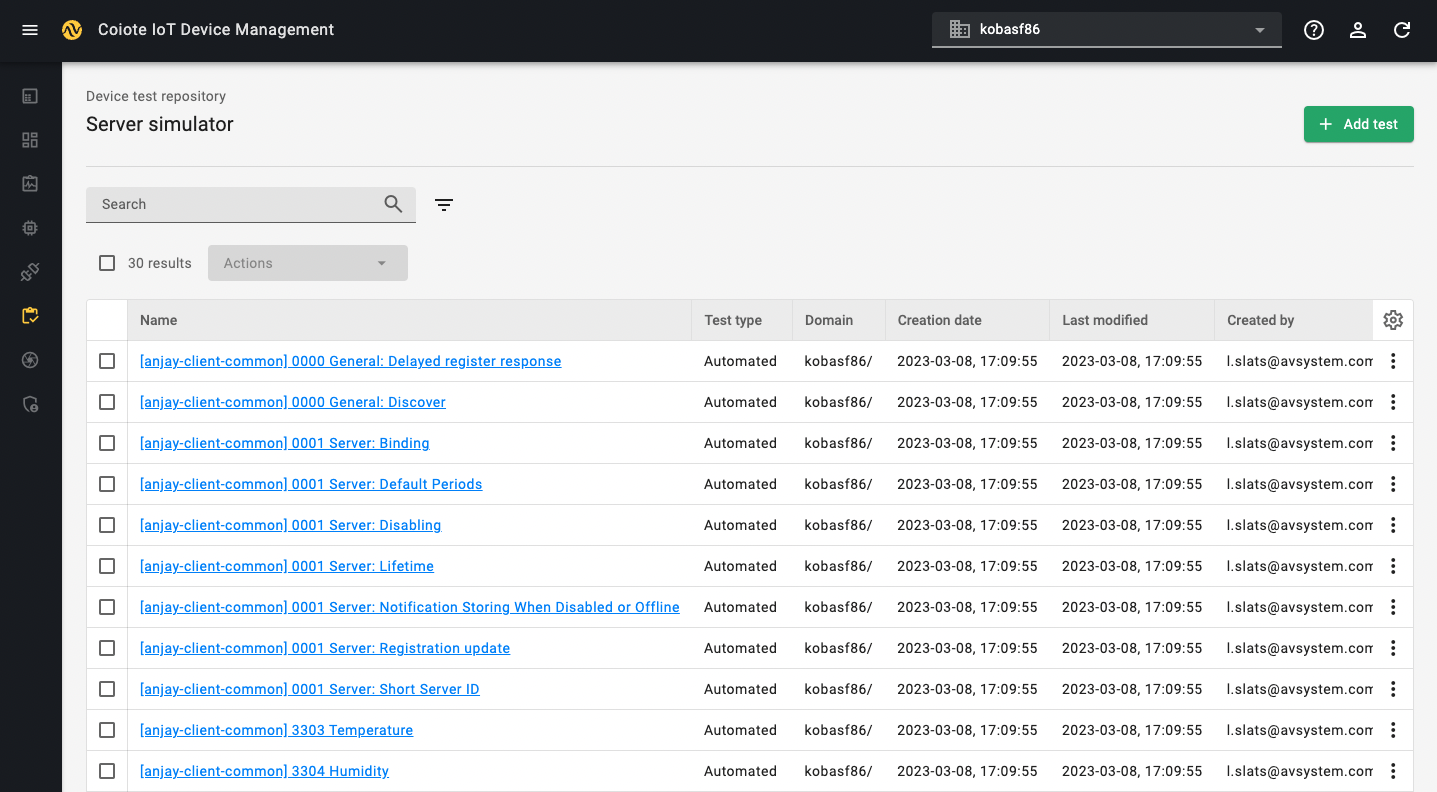 Coiote IoT Device Management
kobasf86
Device test repository
Server simulator
Add test
Search
30 results Actions
Name Test type Domain Creation date Last modified Created by
[anjay-client-common] 0000 General: Delayed register response Automated kobasf86/ 2023-03-08, 17:09:55 2023-03-08, 17:09:55 l.slats@avsystem.com
[anjay-client-common] 0000 General: Discover Automated kobasf86/ 2023-03-08, 17:09:55 2023-03-08, 17:09:55 l.slats@avsystem.com
[anjay-client-common] 0001 Server: Binding Automated kobasf86/ 2023-03-08, 17:09:55 2023-03-08, 17:09:55 l.slats@avsystem.com
[anjay-client-common] 0001 Server: Default Periods Automated kobasf86/ 2023-03-08, 17:09:55 2023-03-08, 17:09:55 l.slats@avsystem.com
[anjay-client-common] 0001 Server: Disabling Automated kobasf86/ 2023-03-08, 17:09:55 2023-03-08, 17:09:55 l.slats@avsystem.com
[anjay-client-common] 0001 Server: Lifetime Automated kobasf86/ 2023-03-08, 17:09:55 2023-03-08, 17:09:55 l.slats@avsystem.com
[anjay-client-common] 0001 Server: Notification Storing When Disabled or Offline Automated kobasf86/ 2023-03-08, 17:09:55 2023-03-08, 17:09:55 l.slats@avsystem.com
[anjay-client-common] 0001 Server: Registration update Automated kobasf86/ 2023-03-08, 17:09:55 2023-03-08, 17:09:55 l.slats@avsystem.com
[anjay-client-common] 0001 Server: Short Server ID Automated kobasf86/ 2023-03-08, 17:09:55 2023-03-08, 17:09:55 l.slats@avsystem.com
[anjay-client-common] 3303 Temperature Automated kobasf86/ 2023-03-08, 17:09:55 2023-03-08, 17:09:55 l.slats@avsystem.com
[anjay-client-common] 3304 Humidity Automated kobasf86/ 2023-03-08, 17:09:55 2023-03-08, 17:09:55 l.slats@avsystem.com